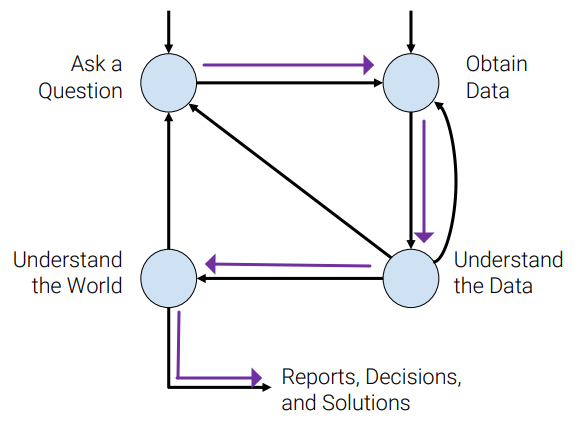 Ask a
Question
Obtain
Data
Understand
the World
Understand
the Data
Reports, Decisions,
and Solutions